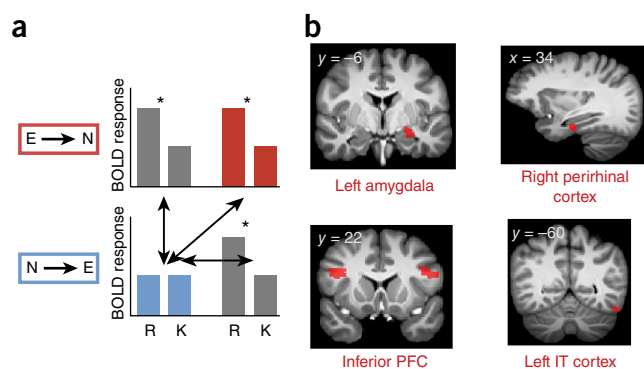 a
b
BOLD response
*
*
E → N
y = –6
x = 34
Left amygdala
Right perirhinal
cortex
BOLD response
*
N → E
R
K
R
K
y = 22
y = –60
Inferior PFC
Left IT cortex